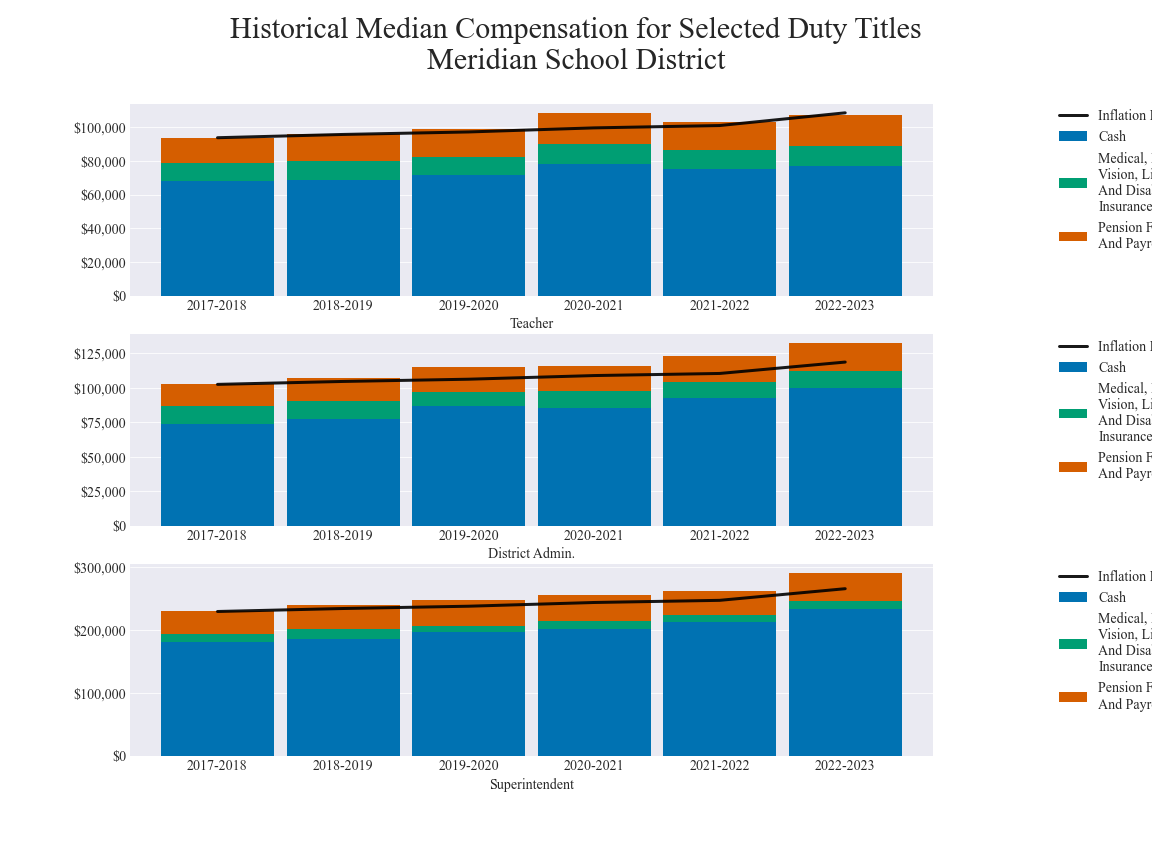 Historical Median Compensation for Selected Duty Titles
Meridian School District
$100,000
$80,000
$60,000
$40,000
$20,000
$0
2017-2018 2018-2019 2019-2020 2020-2021 2021-2022 2022-2023
Teacher
Inflation
Cash
Medical,
Vision,
And
Insurance
Pension
And
$125,000
$100,000
$75,000
$50,000
$25,000
$0
2017-2018 2018-2019 2019-2020 2020-2021 2021-2022 2022-2023
District Admin.
Inflation
Cash
Medical,
Vision,
And
Insurance
Pension
And
$300,000
$200,000
$100,000
$0
2017-2018 2018-2019 2019-2020 2020-2021 2021-2022 2022-2023
Superintendent
Inflation
Cash
Medical,
Vision,
And
Insurance
Pension
And